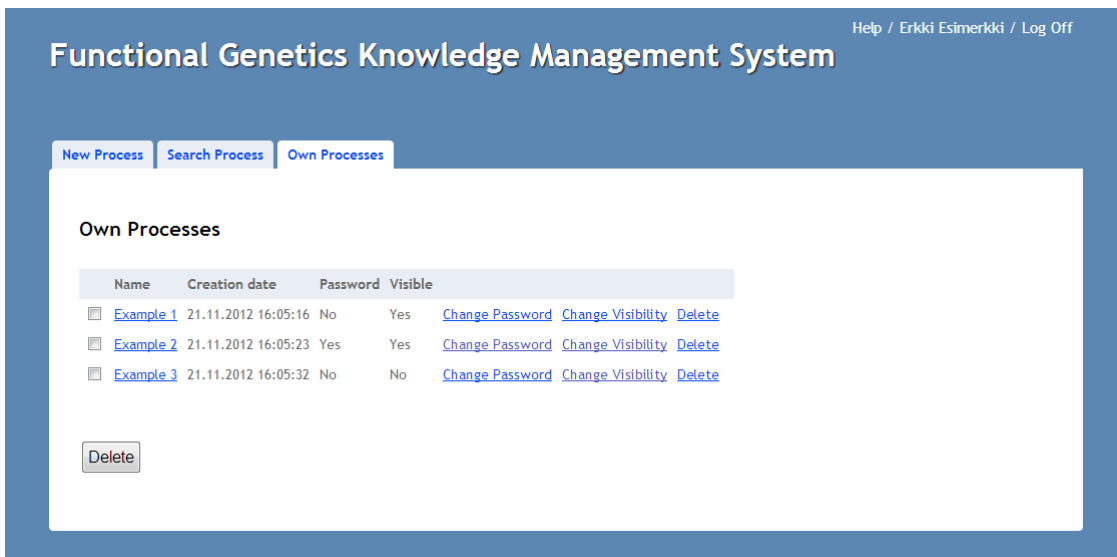 Help / Erkki Esimerkki / Log Off
Functional Genetics Knowledge Management System
New Process Search Process Own Processes
Own Processes
Name Creation date Password Visible
Example 1 21.11.2012 16:05:16 No Yes Change Password Change Visibility Delete
Example 2 21.11.2012 16:05:23 Yes Yes Change Password Change Visibility Delete
Example 3 21.11.2012 16:05:32 No No Change Password Change Visibility Delete
Delete